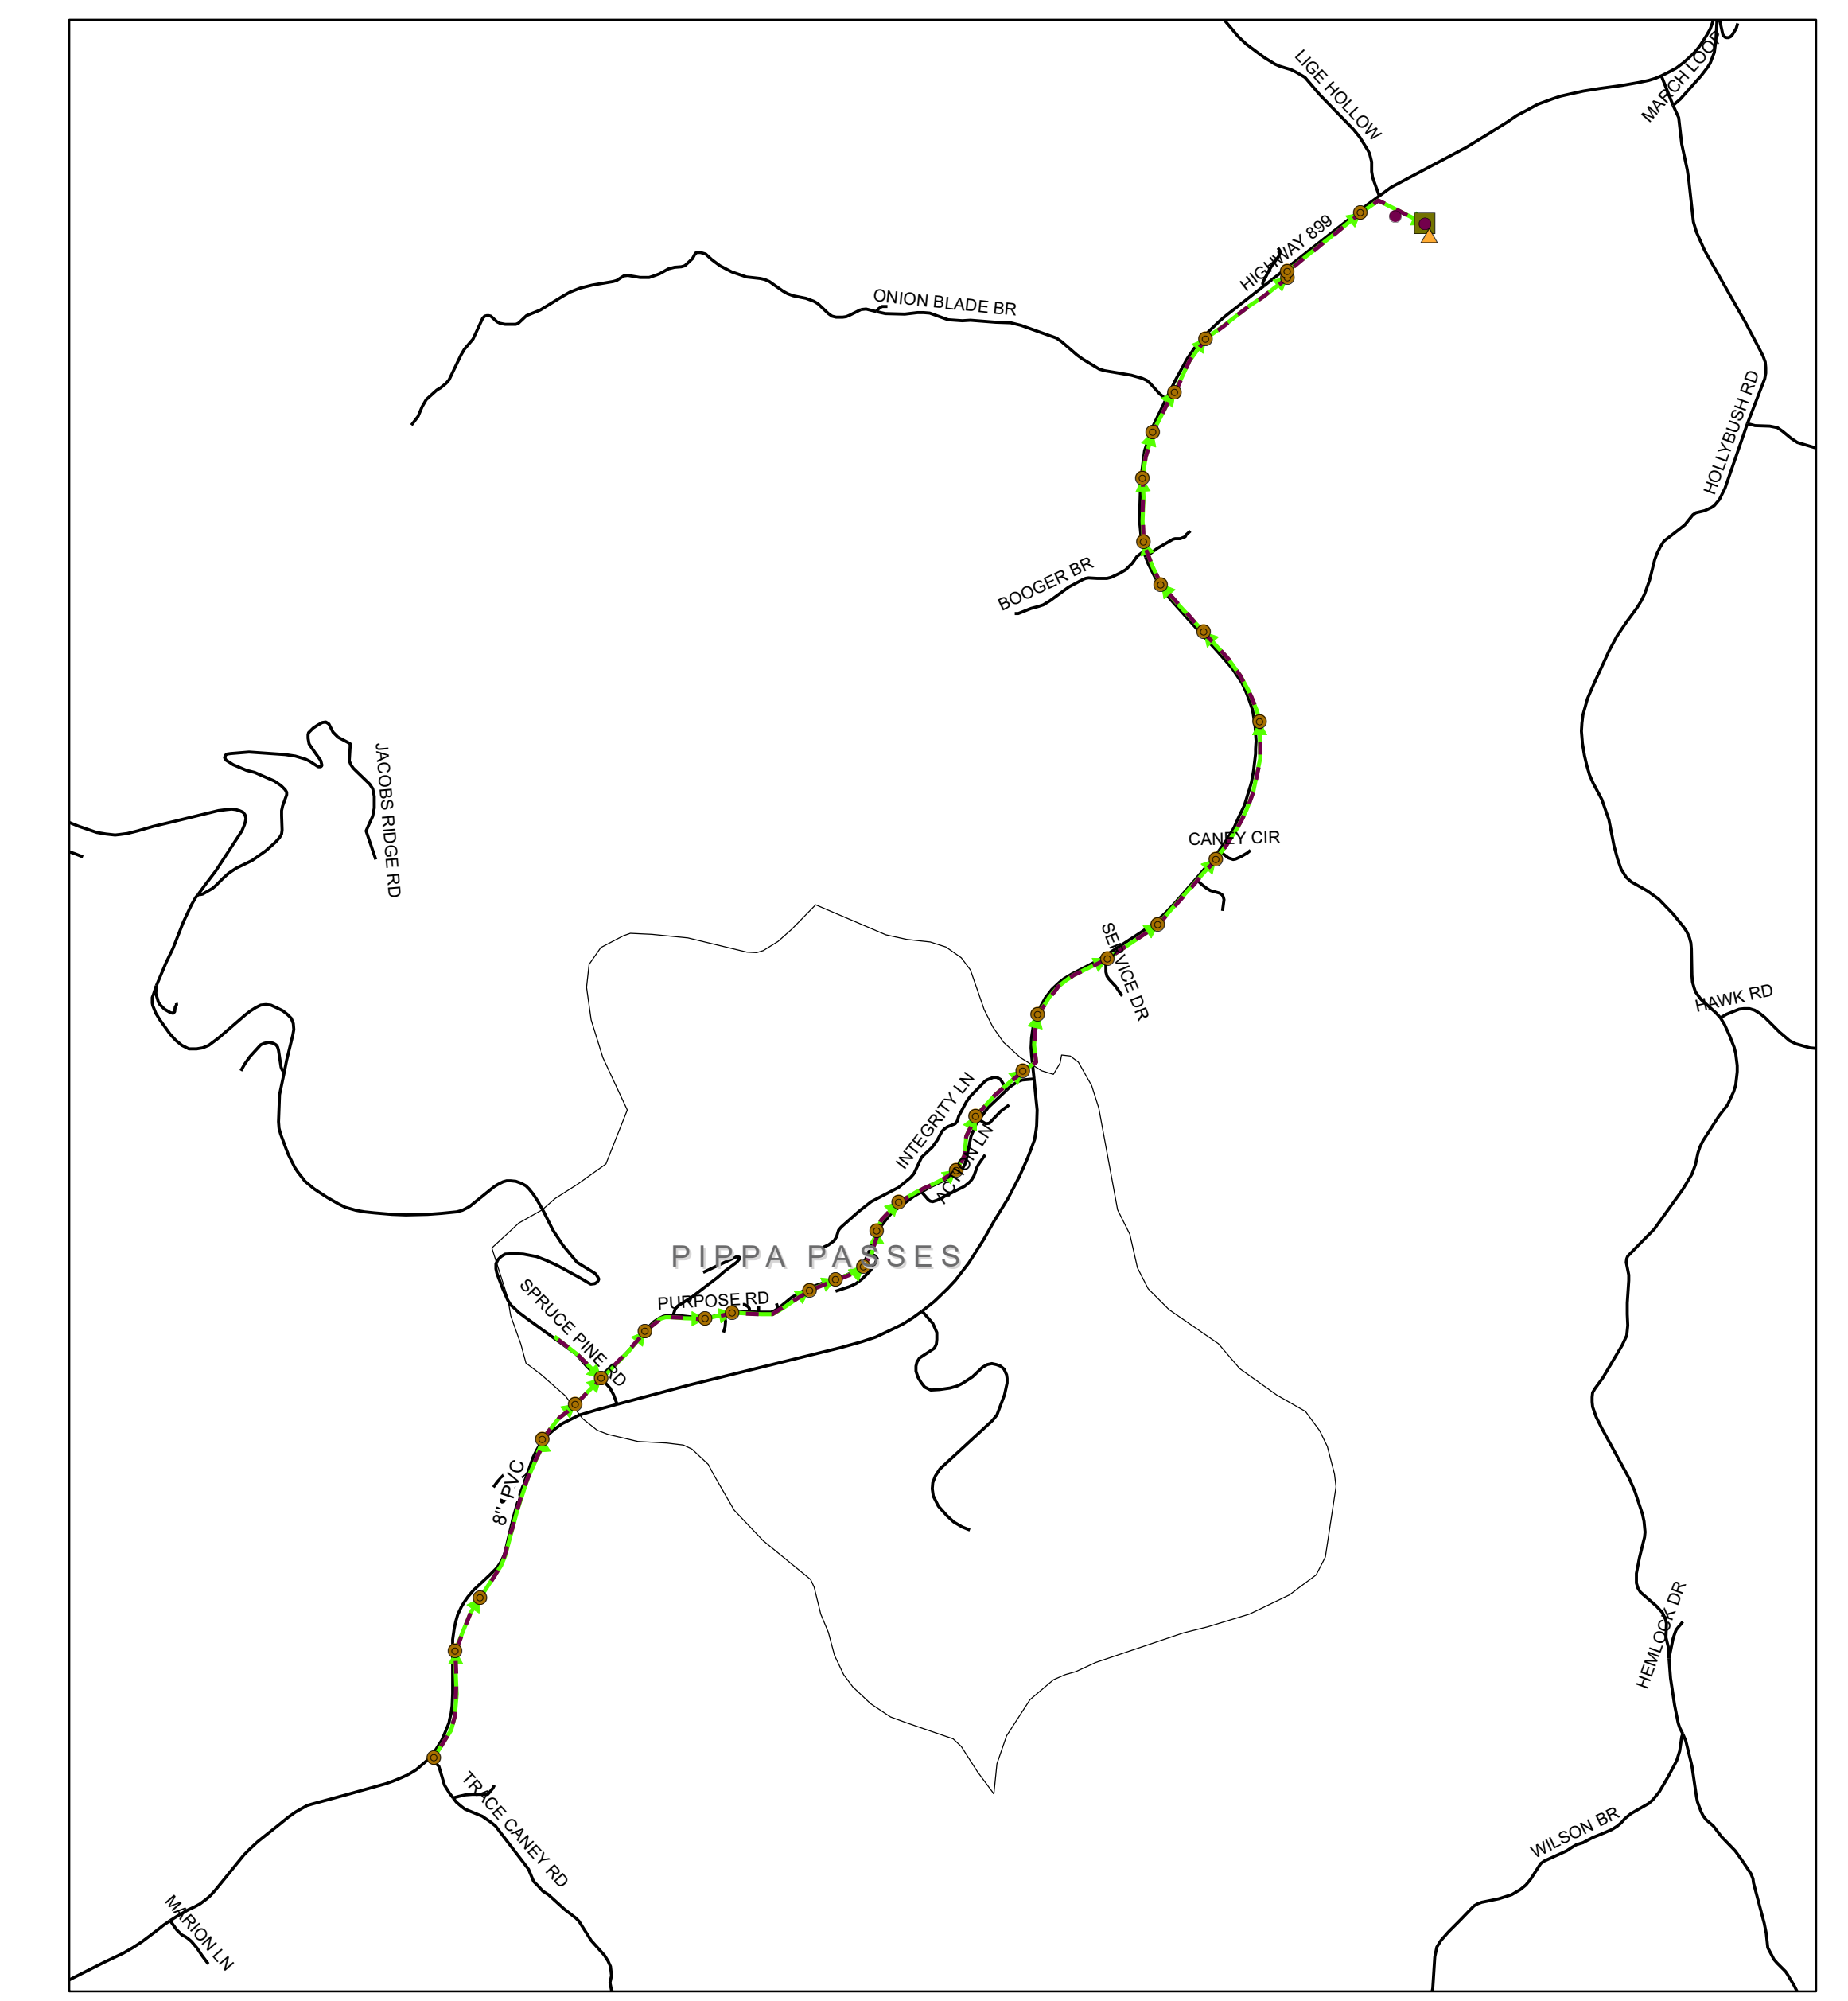 LIGE HOLLOW
MARCH LOOP
HIGHWAY 899
ONION BLADE BR
HOLLYBUSH RD
BOOGER BR
JACOBS RIDGE RD
CANEY CIR
SERVICE DR
HAWK RD
INTEGRITY LN
ACTION LN
PIPPA PASSES
SPRUCE PINE RD
PURPOSE RD
8" PVC
HEMLOCK DR
TRACE CANEY RD
WILSON BR
MARION LN